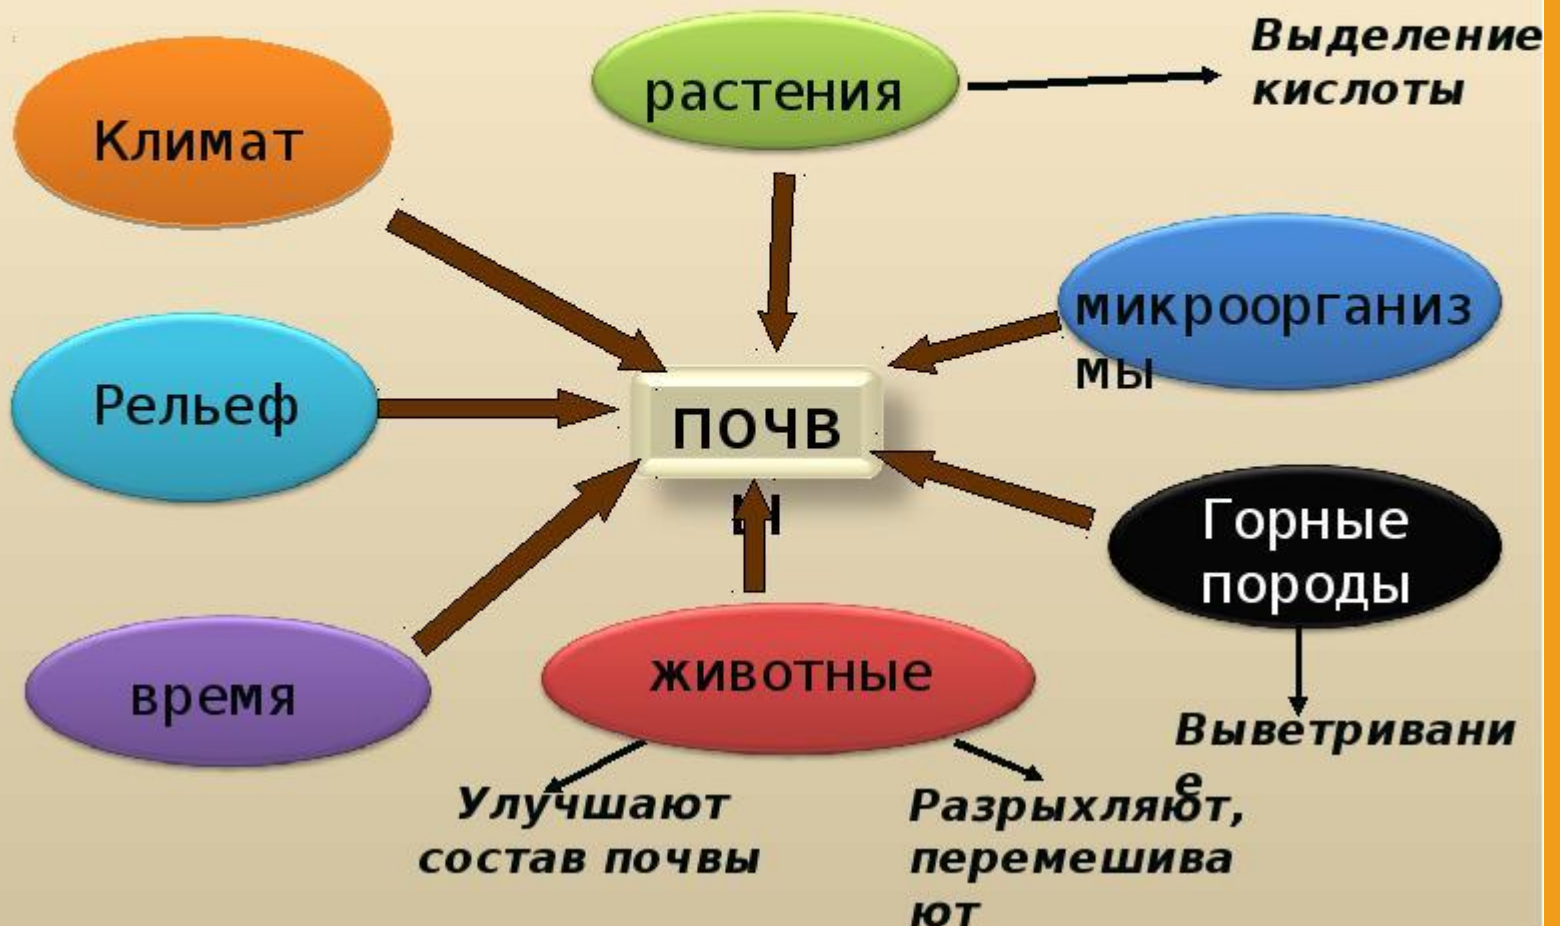 Выделение
кислоты
растения
Климат
микроорганиз
мы
Рельеф
почв
ы
Горные
породы
время
животные
Выветривани
е
Улучшают
состав почвы
Разрыхляют,
перемешива
ют